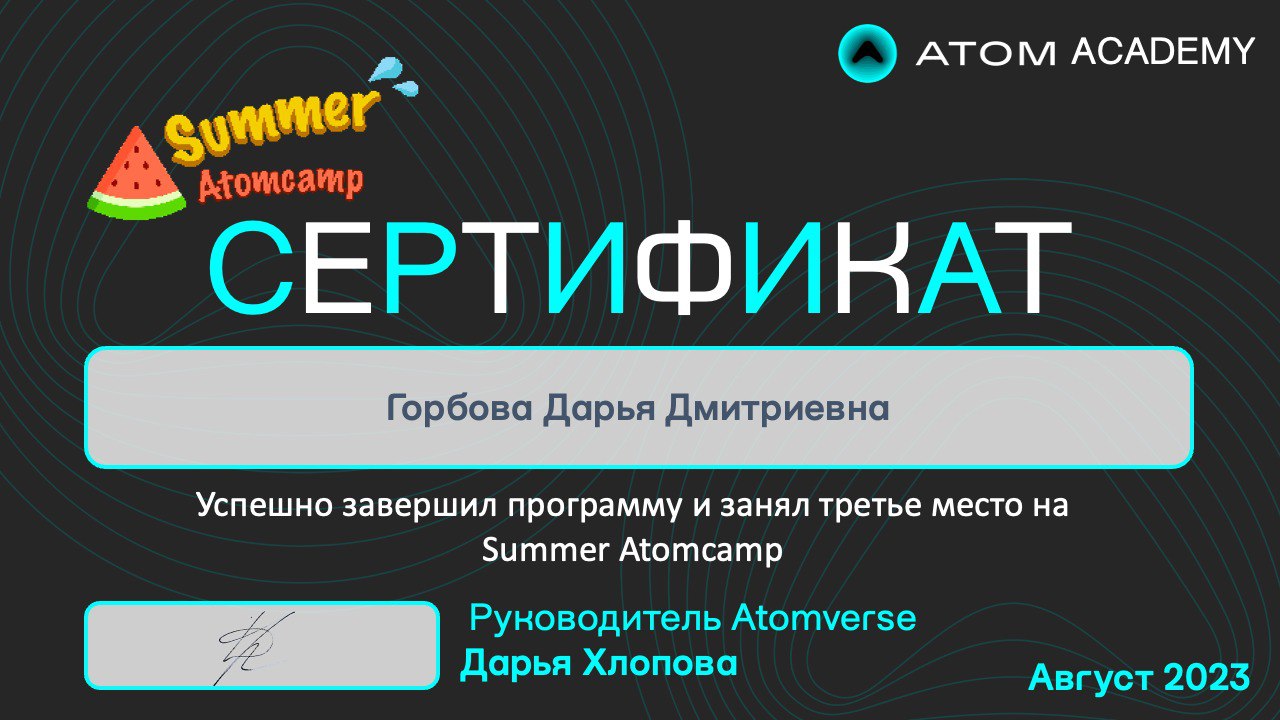 ATOM ACADEMY
Summer
Atomcamp
СЕРТИФИКАТ
Горбова Дарья Дмитриевна
Успешно завершил программу и занял третье место на
Summer Atomcamp
Руководитель Atomverse
Дарья Хлопова
Август 2023